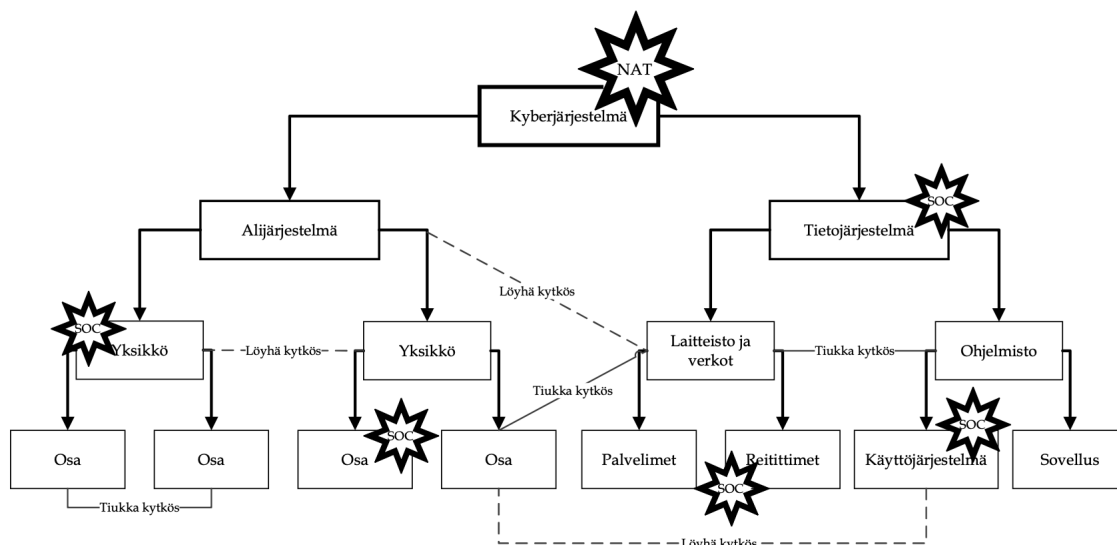 NAT
Kyberjärjestelmä
SOC
Alijärjestelmä
Tietojärjestelmä
Löyhä kytkös
SOC
Yksikkö
Löyhä kytkös
Yksikkö
Laitteisto ja
verkot
Tiukka kytkös
Ohjelmisto
Tiukka kytkös
SOC
SOC
Osa
Osa
Osa
Osa
Palvelimet
Reitittimet
Käyttöjärjestelmä
Sovellus
SOC
Tiukka kytkös
Löyhä kytkös